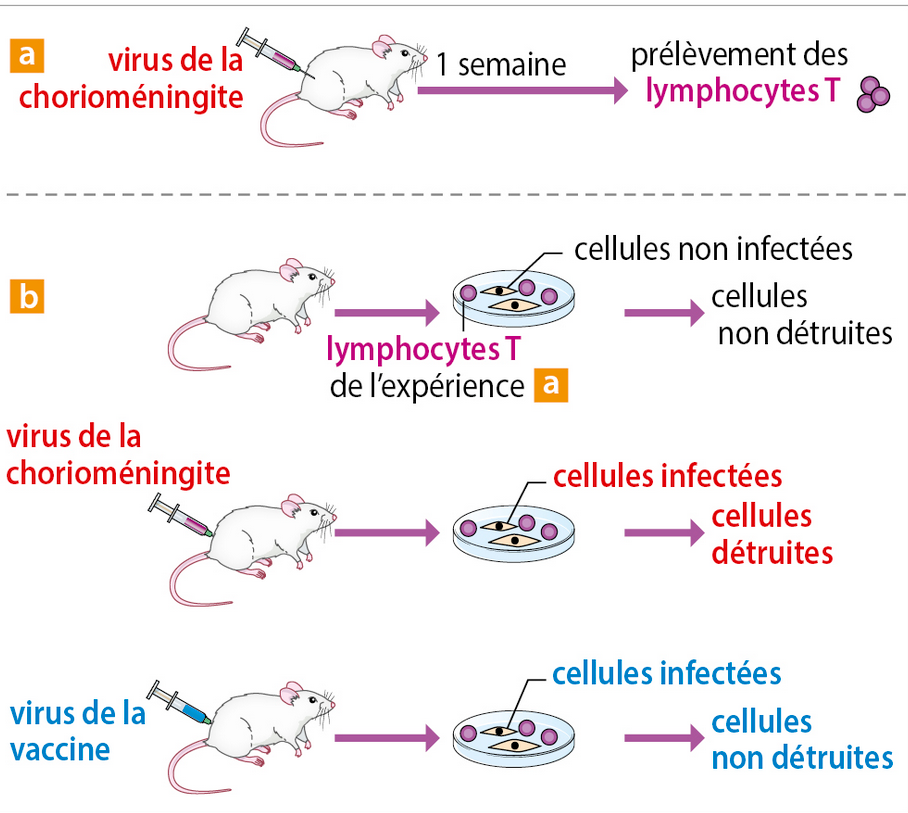 a
virus de la
chorioméningite
1 semaine
prélèvement des
lymphocytes T
b
cellules non infectées
cellules
non détruites
lymphocytes T
de l'expérience a
virus de la
chorioméningite
cellules infectées
cellules
détruites
virus de la
vaccine
cellules infectées
cellules
non détruites